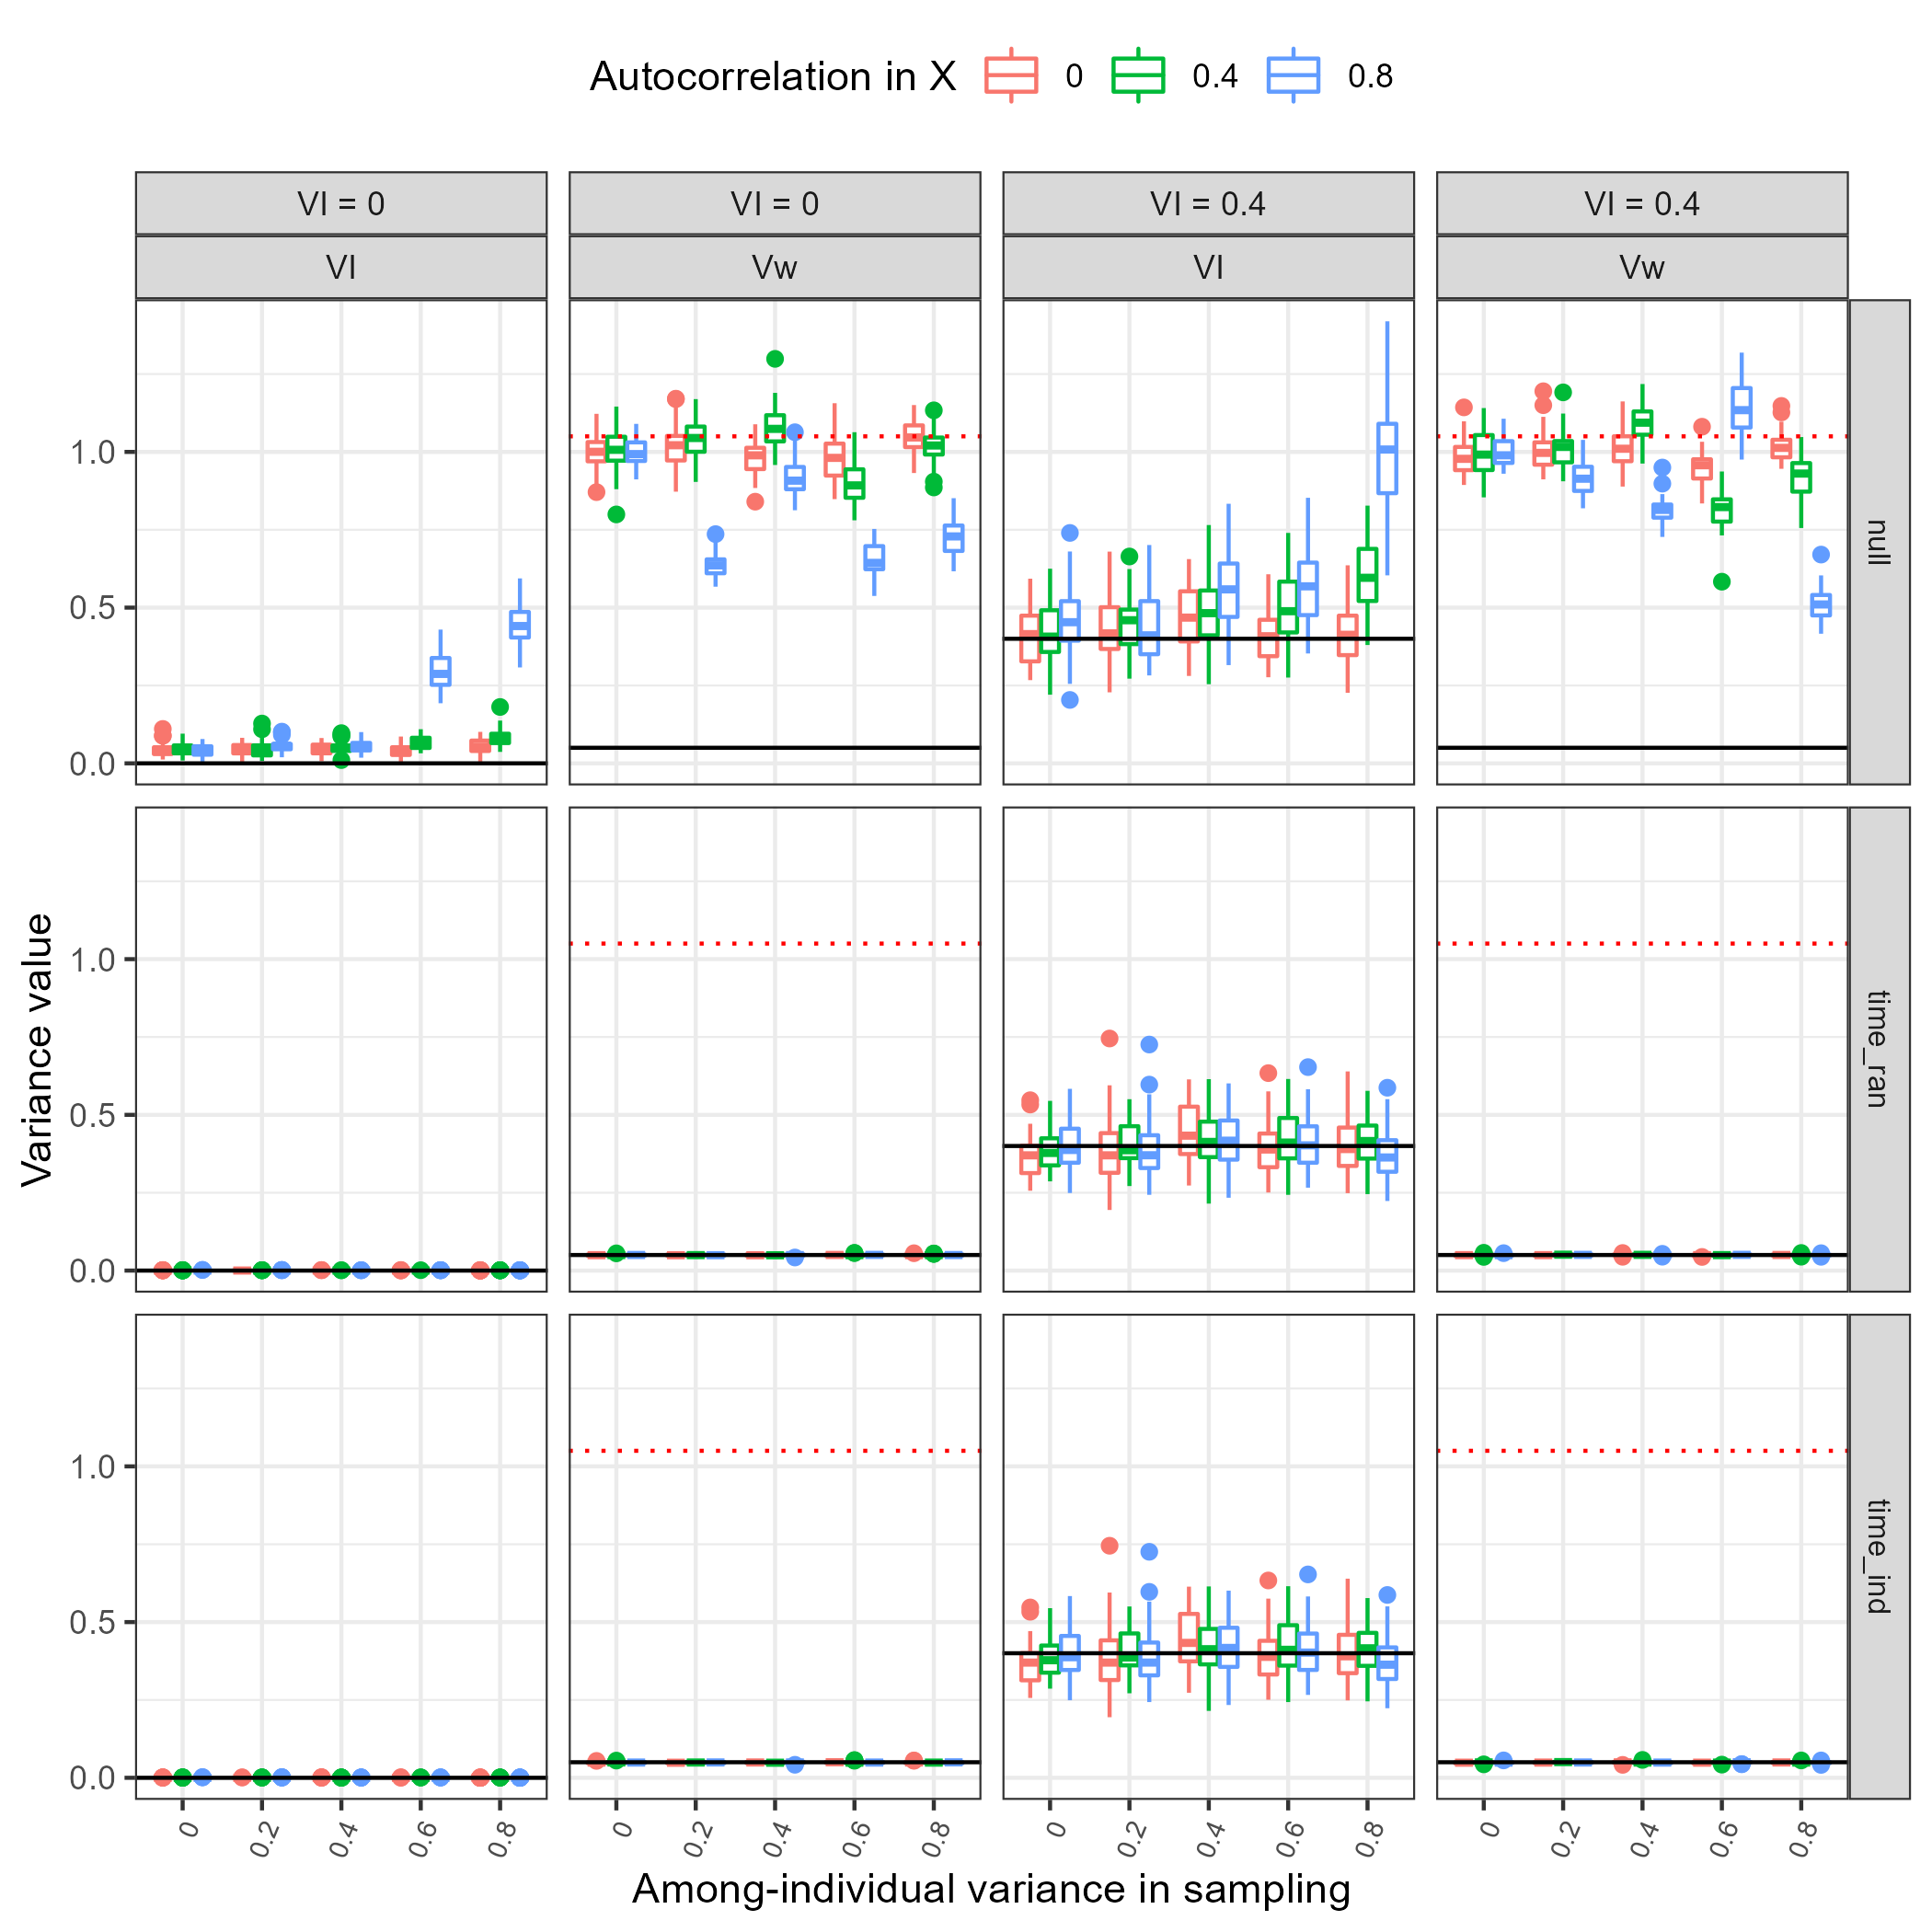 Autocorrelation in X 0 0.4 0.8
VI = 0 VI = 0 VI = 0.4 VI = 0.4
VI Vw VI Vw
1.0
0.5
0.0
null
Variance value
1.0
0.5
0.0
time_ran
1.0
0.5
0.0
time_ind
0 0.2 0.4 0.6 0.8 0 0.2 0.4 0.6 0.8 0 0.2 0.4 0.6 0.8 0 0.2 0.4 0.6 0.8
Among-individual variance in sampling